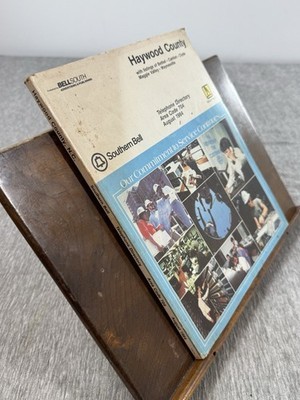 BELLSOUTH
Haywood County
with listings of Bethel • Canton • Clyde
Maggie Valley • Waynesville
Telephone Directory
Area Code 704
August 1984
Southern Bell
Our Commitment to Service Continues